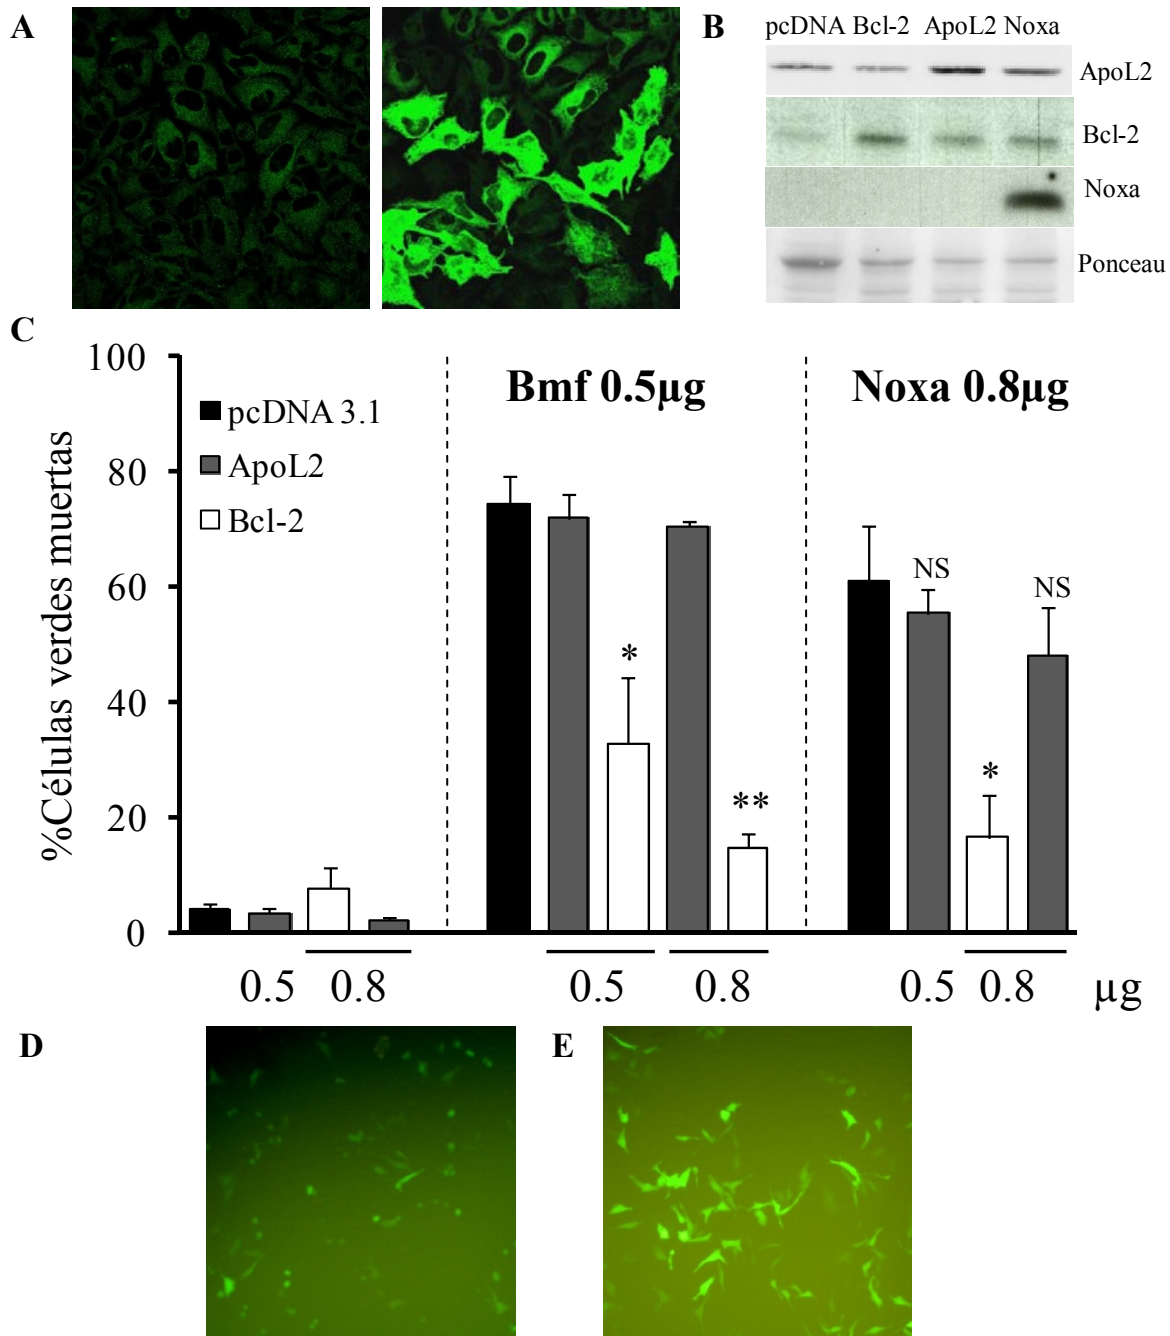 A
B
pcDNA Bcl-2 ApoL2 Noxa
ApoL2
Bcl-2
Noxa
Ponceau
C
%Células verdes muertas
100
80
60
40
20
0
pcDNA 3.1
ApoL2
Bcl-2
Bmf 0.5µg
Noxa 0.8µg
*
**
NS
*
NS
0.5 0.8 0.5 0.8 0.5 0.8 µg
D
E